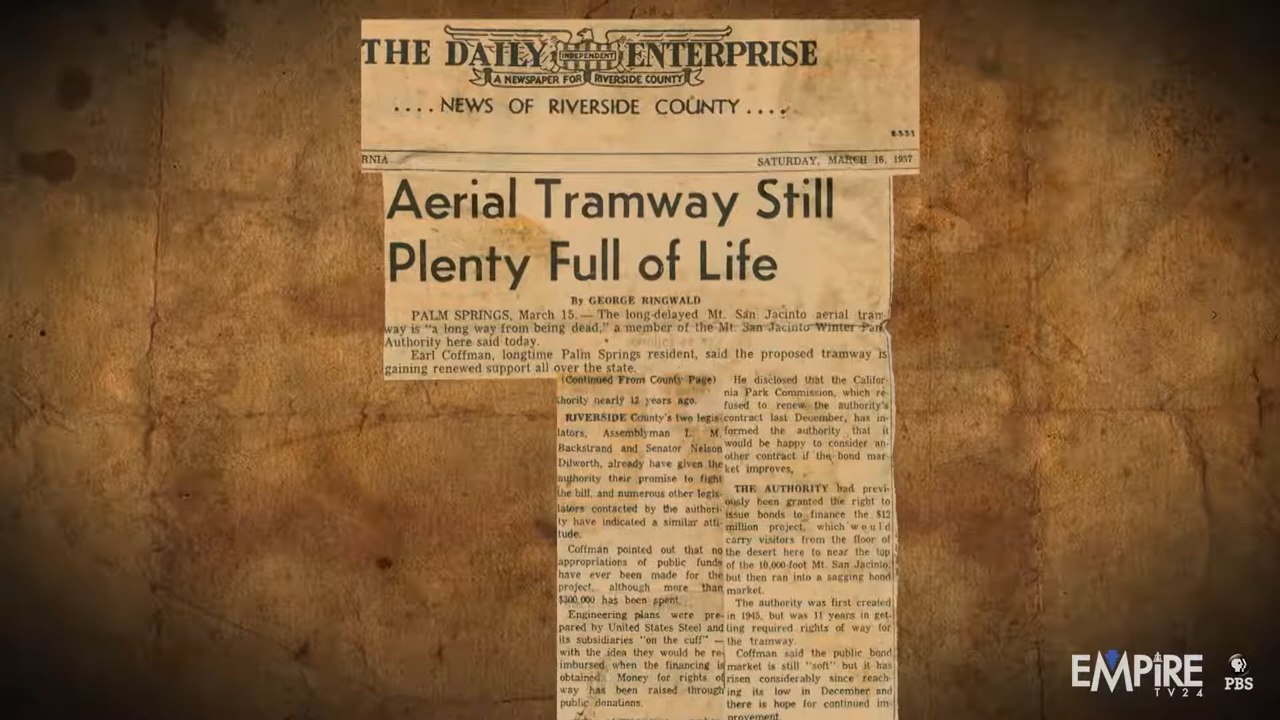 THE DAILY ENTERPRISE
INDEPENDENT
A NEWSPAPER FOR RIVERSIDE COUNTY
....NEWS OF RIVERSIDE COUNTY....
RNIA
SATURDAY, MARCH 16, 1957
Aerial Tramway Still
Plenty Full of Life
By GEORGE RINGWALD
PALM SPRINGS, March 15. — The long-delayed Mt. San Jacinto aerial tram-
way is "a long way from being dead," a member of the Mt. San Jacinto Winter Park
Authority here said today.
Earl Coffman, longtime Palm Springs resident, said the proposed tramway is
gaining renewed support all over the state.
(Continued From County Page)
thority nearly 12 years ago.
RIVERSIDE County's two legis-
lators, Assemblyman L. M.
Backstrand and Senator Nelson
Dilworth, already have given the
authority their promise to fight
the bill, and numerous other legis-
lators contacted by the authori-
ty have indicated a similar atti-
tude.
Coffman pointed out that no
appropriations of public funds
have ever been made for the
project, although more than
$300,000 has been spent.
Engineering plans were pre-
pared by United States Steel and
its subsidiaries "on the cuff" —
with the idea they would be re-
imbursed when the financing is
obtained. Money for rights of
way has been raised through
public donations.
He disclosed that the Califor-
nia Park Commission, which re-
fused to renew the authority's
contract last December, has in-
formed the authority that it
would be happy to consider an-
other contract if the bond mar-
ket improves.
THE AUTHORITY had previ-
ously been granted the right to
issue bonds to finance the $12
million project, which would
carry visitors from the floor of
the desert here to near the top
of the 10,000-foot Mt. San Jacinto,
but then ran into a sagging bond
market.
The authority was first created
in 1945, but was 11 years in get-
ting required rights of way for
the tramway.
Coffman said the public bond
market is still "soft" but it has
risen considerably since reach-
ing its low in December and
there is hope for continued im-
provement.
EMPIRE
TV24
PBS